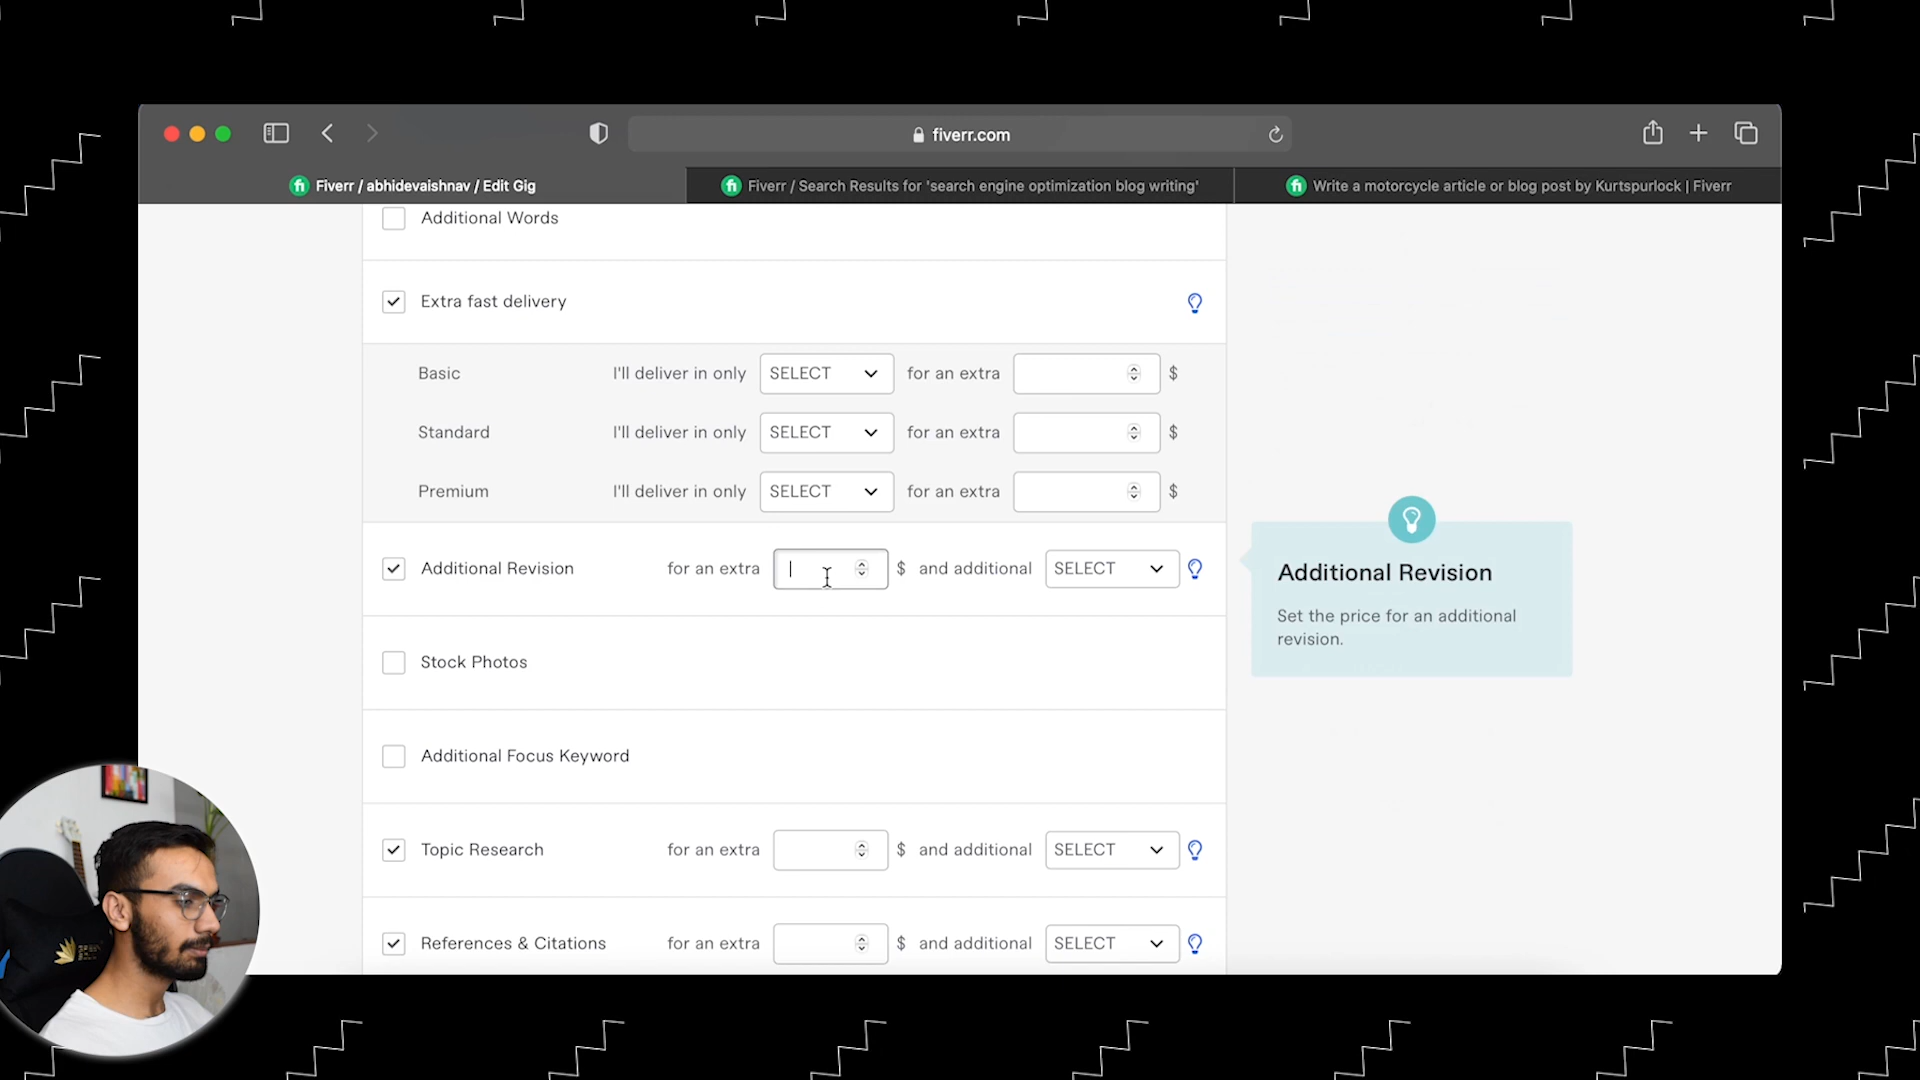 fiverr.com
Fiverr / abhidevaishnav / Edit Gig
Fiverr / Search Results for 'search engine optimization blog writing'
Write a motorcycle article or blog post by Kurtspurlock | Fiverr
Additional Words
Extra fast delivery
Basic I'll deliver in only SELECT for an extra $
Standard I'll deliver in only SELECT for an extra $
Premium I'll deliver in only SELECT for an extra $
Additional Revision for an extra $ and additional SELECT
Additional Revision
Set the price for an additional
revision.
Stock Photos
Additional Focus Keyword
Topic Research for an extra $ and additional SELECT
References & Citations for an extra $ and additional SELECT